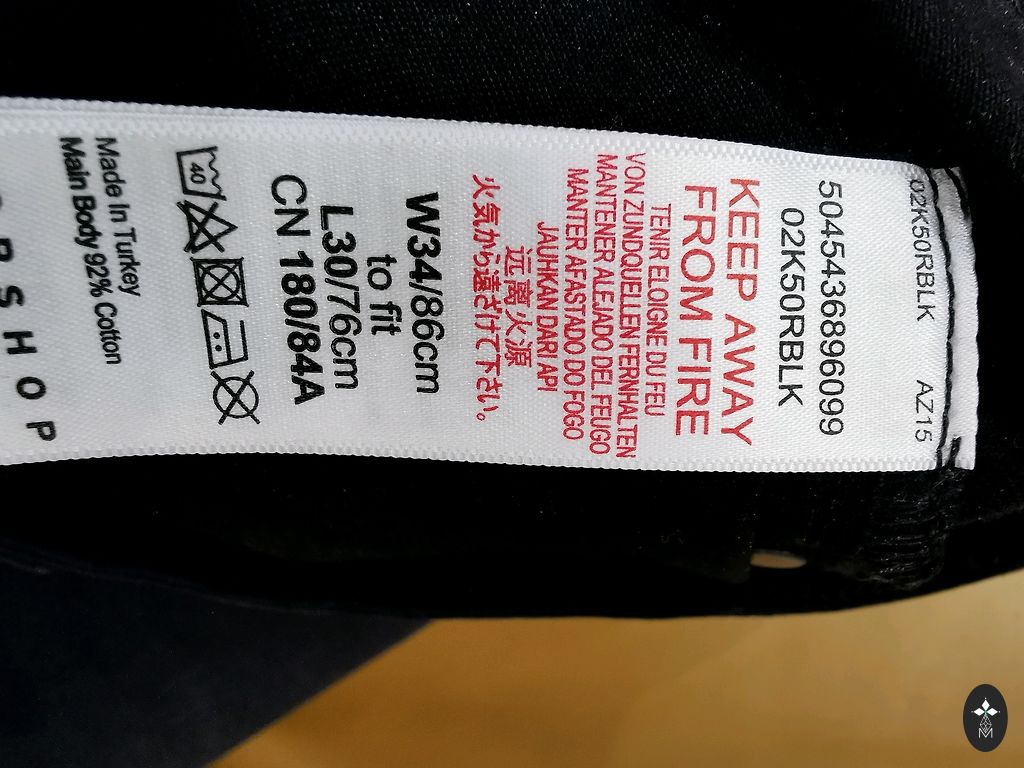 02K50RBLK AZ15
5045436896099
02K50RBLK
KEEP AWAY
FROM FIRE
TENIR ELOIGNE DU FEU
VON ZUNDQUELLEN FERNHALTEN
MANTENER ALEJADO DEL FEUGO
MANTER AFASTADO DO FOGO
JAUHKAN DARI API
远离火源
火気から遠ざけて下さい。
W34/86cm
to fit
L30/76cm
CN 180/84A
40
Made In Turkey
Main Body 92% Cotton
PSHOP
M